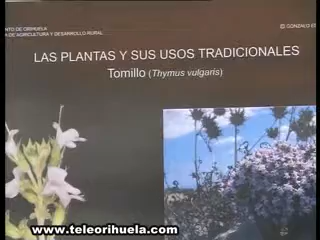 NTO DE ORIHUELA
A DE AGRICULTURA Y DESARROLLO RURAL
© GONZALO
LAS PLANTAS Y SUS USOS TRADICIONALES
Tomillo (Thymus vulgaris)
www.teleorihuela.com